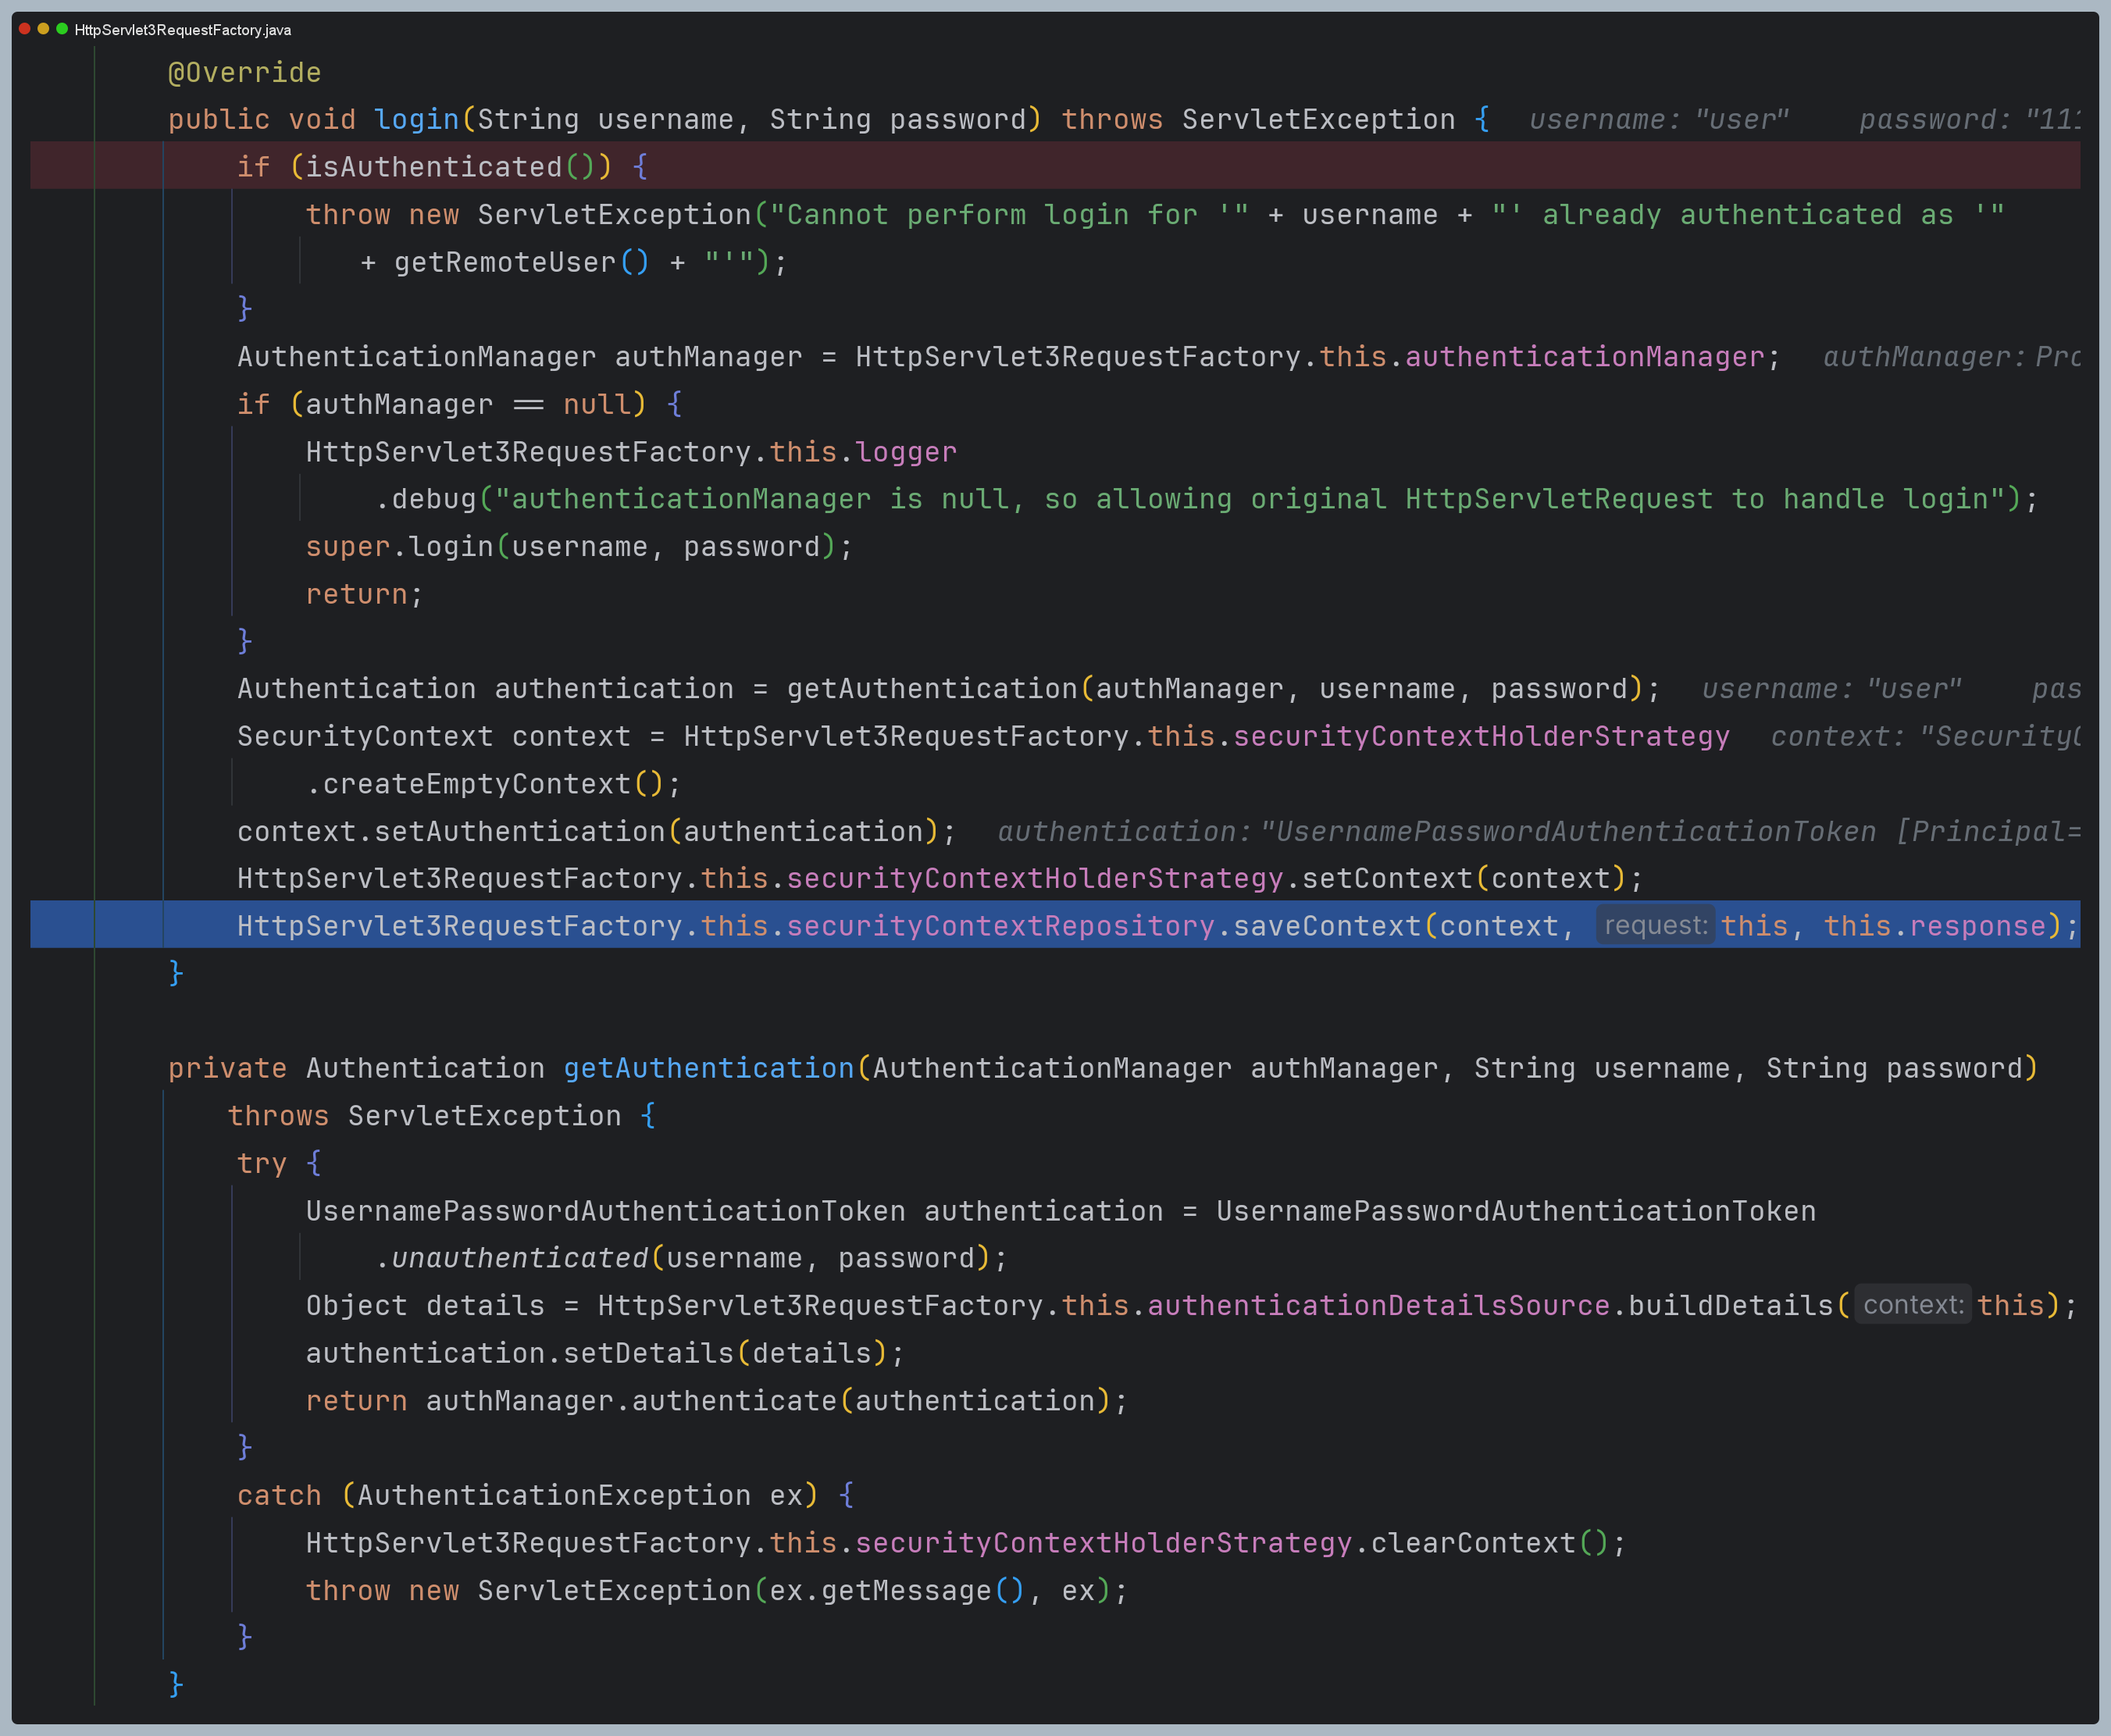 HttpServlet3RequestFactory.java
@Override
public void login(String username, String password) throws ServletException { username: "user" password: "111
if (isAuthenticated()) {
throw new ServletException("Cannot perform login for '" + username + "' already authenticated as '"
+ getRemoteUser() + "'");
}
AuthenticationManager authManager = HttpServlet3RequestFactory.this.authenticationManager; authManager: Pro
if (authManager == null) {
HttpServlet3RequestFactory.this.logger
.debug("authenticationManager is null, so allowing original HttpServletRequest to handle login");
super.login(username, password);
return;
}
Authentication authentication = getAuthentication(authManager, username, password); username: "user" pas
SecurityContext context = HttpServlet3RequestFactory.this.securityContextHolderStrategy context: "SecurityC
.createEmptyContext();
context.setAuthentication(authentication); authentication: "UsernamePasswordAuthenticationToken [Principal=
HttpServlet3RequestFactory.this.securityContextHolderStrategy.setContext(context);
HttpServlet3RequestFactory.this.securityContextRepository.saveContext(context, request: this, this.response);
}
private Authentication getAuthentication(AuthenticationManager authManager, String username, String password)
throws ServletException {
try {
UsernamePasswordAuthenticationToken authentication = UsernamePasswordAuthenticationToken
.unauthenticated(username, password);
Object details = HttpServlet3RequestFactory.this.authenticationDetailsSource.buildDetails(context: this);
authentication.setDetails(details);
return authManager.authenticate(authentication);
}
catch (AuthenticationException ex) {
HttpServlet3RequestFactory.this.securityContextHolderStrategy.clearContext();
throw new ServletException(ex.getMessage(), ex);
}
}